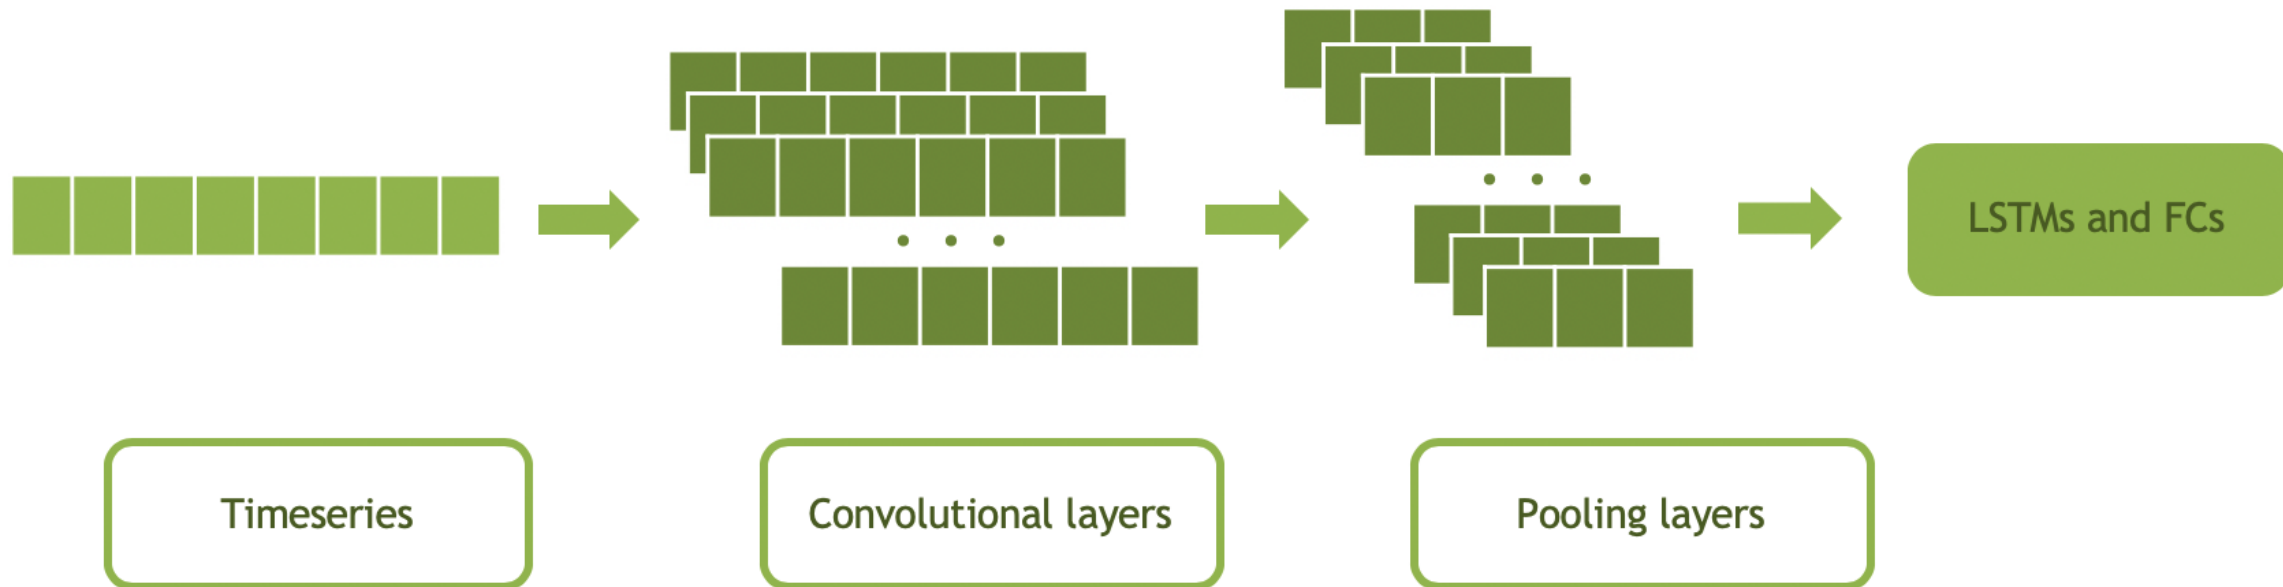 LSTMs and FCs
Timeseries
Convolutional layers
Pooling layers